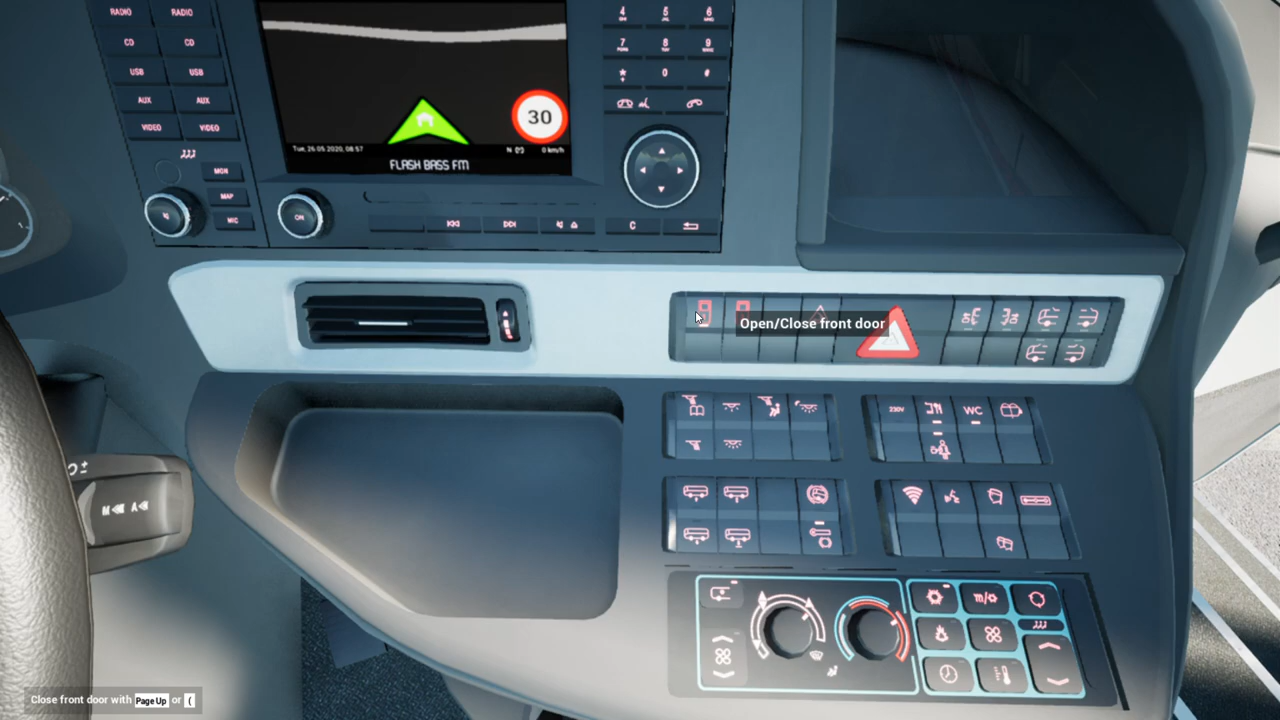 RADIO RADIO
CD CD
USB USB
AUX AUX
VIDEO VIDEO
MON
MAP
MIC
ON
30
Tue, 26.05.2020, 08:57
0 km/h
FLASH BASS FM
4 5 6
7 8 9
* 0 #
C
Open/Close front door
230V
WC
M A
Close front door with Page Up or (